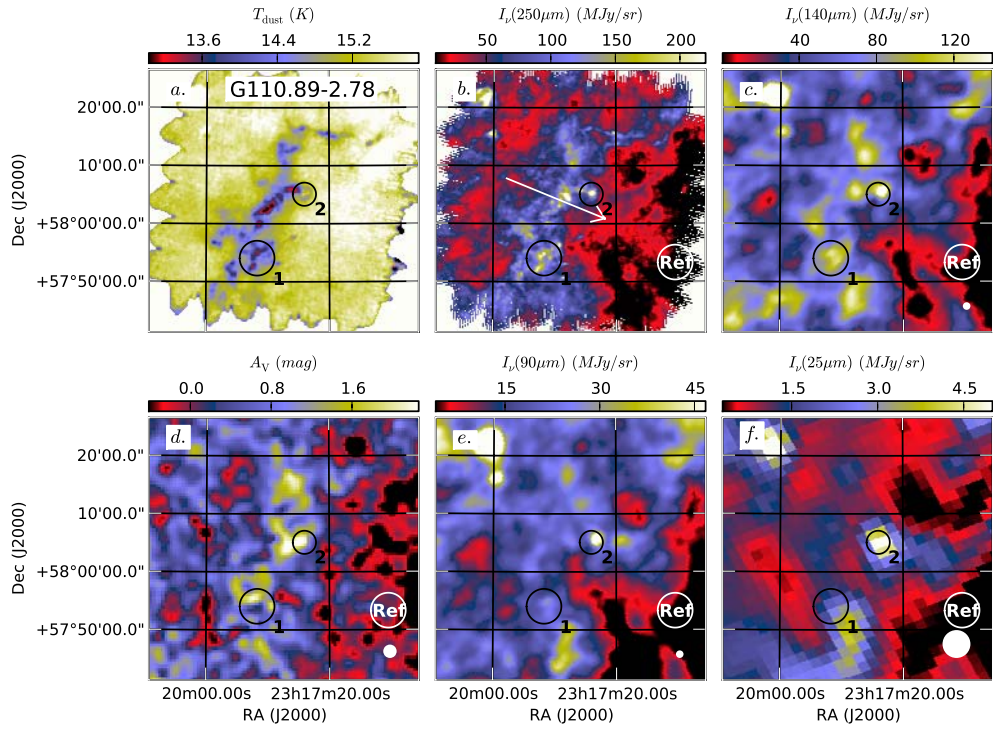 T_dust (K)
I_ν(250μm) (MJy/sr)
I_ν(140μm) (MJy/sr)
13.6 14.4 15.2
50 100 150 200
40 80 120
a. G110.89-2.78
b.
c.
Dec (J2000)
20'00.0"
10'00.0"
+58°00'00.0"
+57°50'00.0"
2
1
2
1
Ref
2
1
Ref
A_V (mag)
I_ν(90μm) (MJy/sr)
I_ν(25μm) (MJy/sr)
0.0 0.8 1.6
15 30 45
1.5 3.0 4.5
d.
e.
f.
Dec (J2000)
20'00.0"
10'00.0"
+58°00'00.0"
+57°50'00.0"
2
1
Ref
2
1
Ref
2
1
Ref
20m00.00s 23h17m20.00s
20m00.00s 23h17m20.00s
20m00.00s 23h17m20.00s
RA (J2000)
RA (J2000)
RA (J2000)